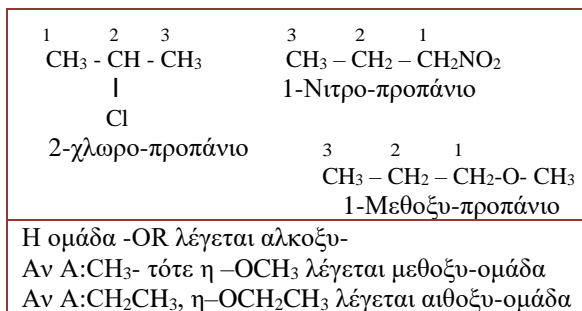 1 2 3
CH₃ - CH - CH₃
|
Cl
2-χλωρο-προπάνιο
3 2 1
CH₃ – CH₂ – CH₂NO₂
1-Νιτρο-προπάνιο
3 2 1
CH₃ – CH₂ – CH₂-O- CH₃
1-Μεθοξυ-προπάνιο
Η ομάδα -OR λέγεται αλκοξυ-
Αν Α:CH₃- τότε η –OCH₃ λέγεται μεθοξυ-ομάδα
Αν Α:CH₂CH₃, η–OCH₂CH₃ λέγεται αιθοξυ-ομάδα